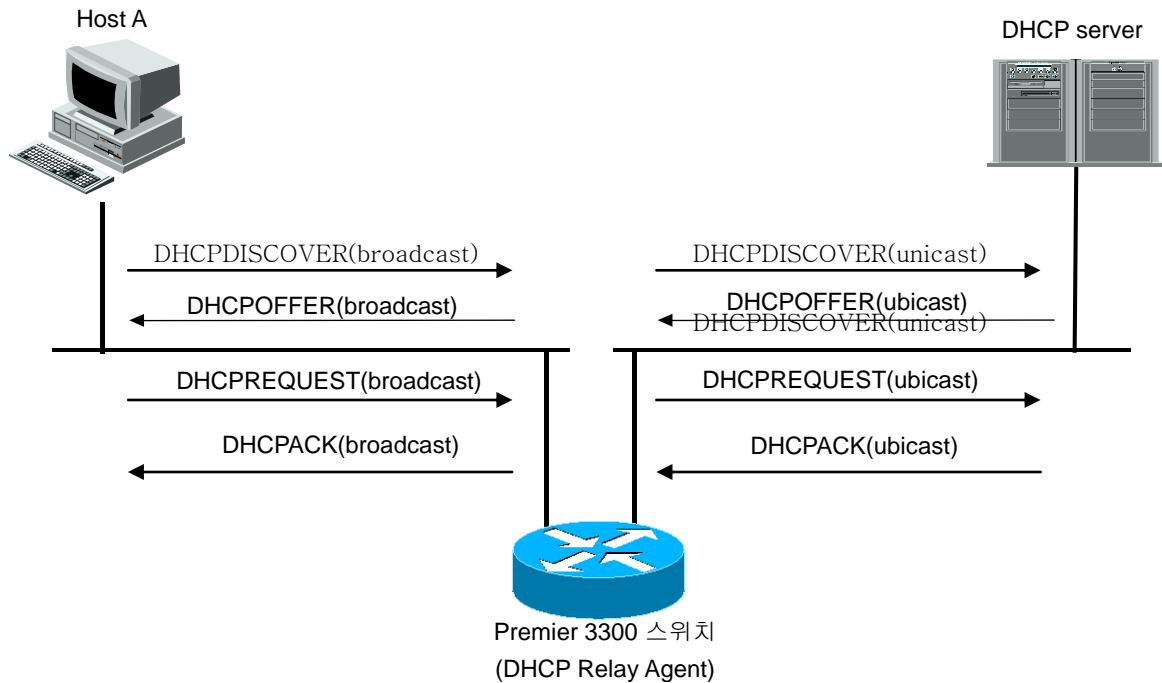 Host A
DHCP server
DHCPDISCOVER(broadcast)
DHCPDISCOVER(unicast)
DHCPOFFER(broadcast)
DHCPOFFER(ubicast)
DHCPDISCOVER(unicast)
DHCPREQUEST(broadcast)
DHCPREQUEST(ubicast)
DHCPACK(broadcast)
DHCPACK(ubicast)
Premier 3300 스위치
(DHCP Relay Agent)